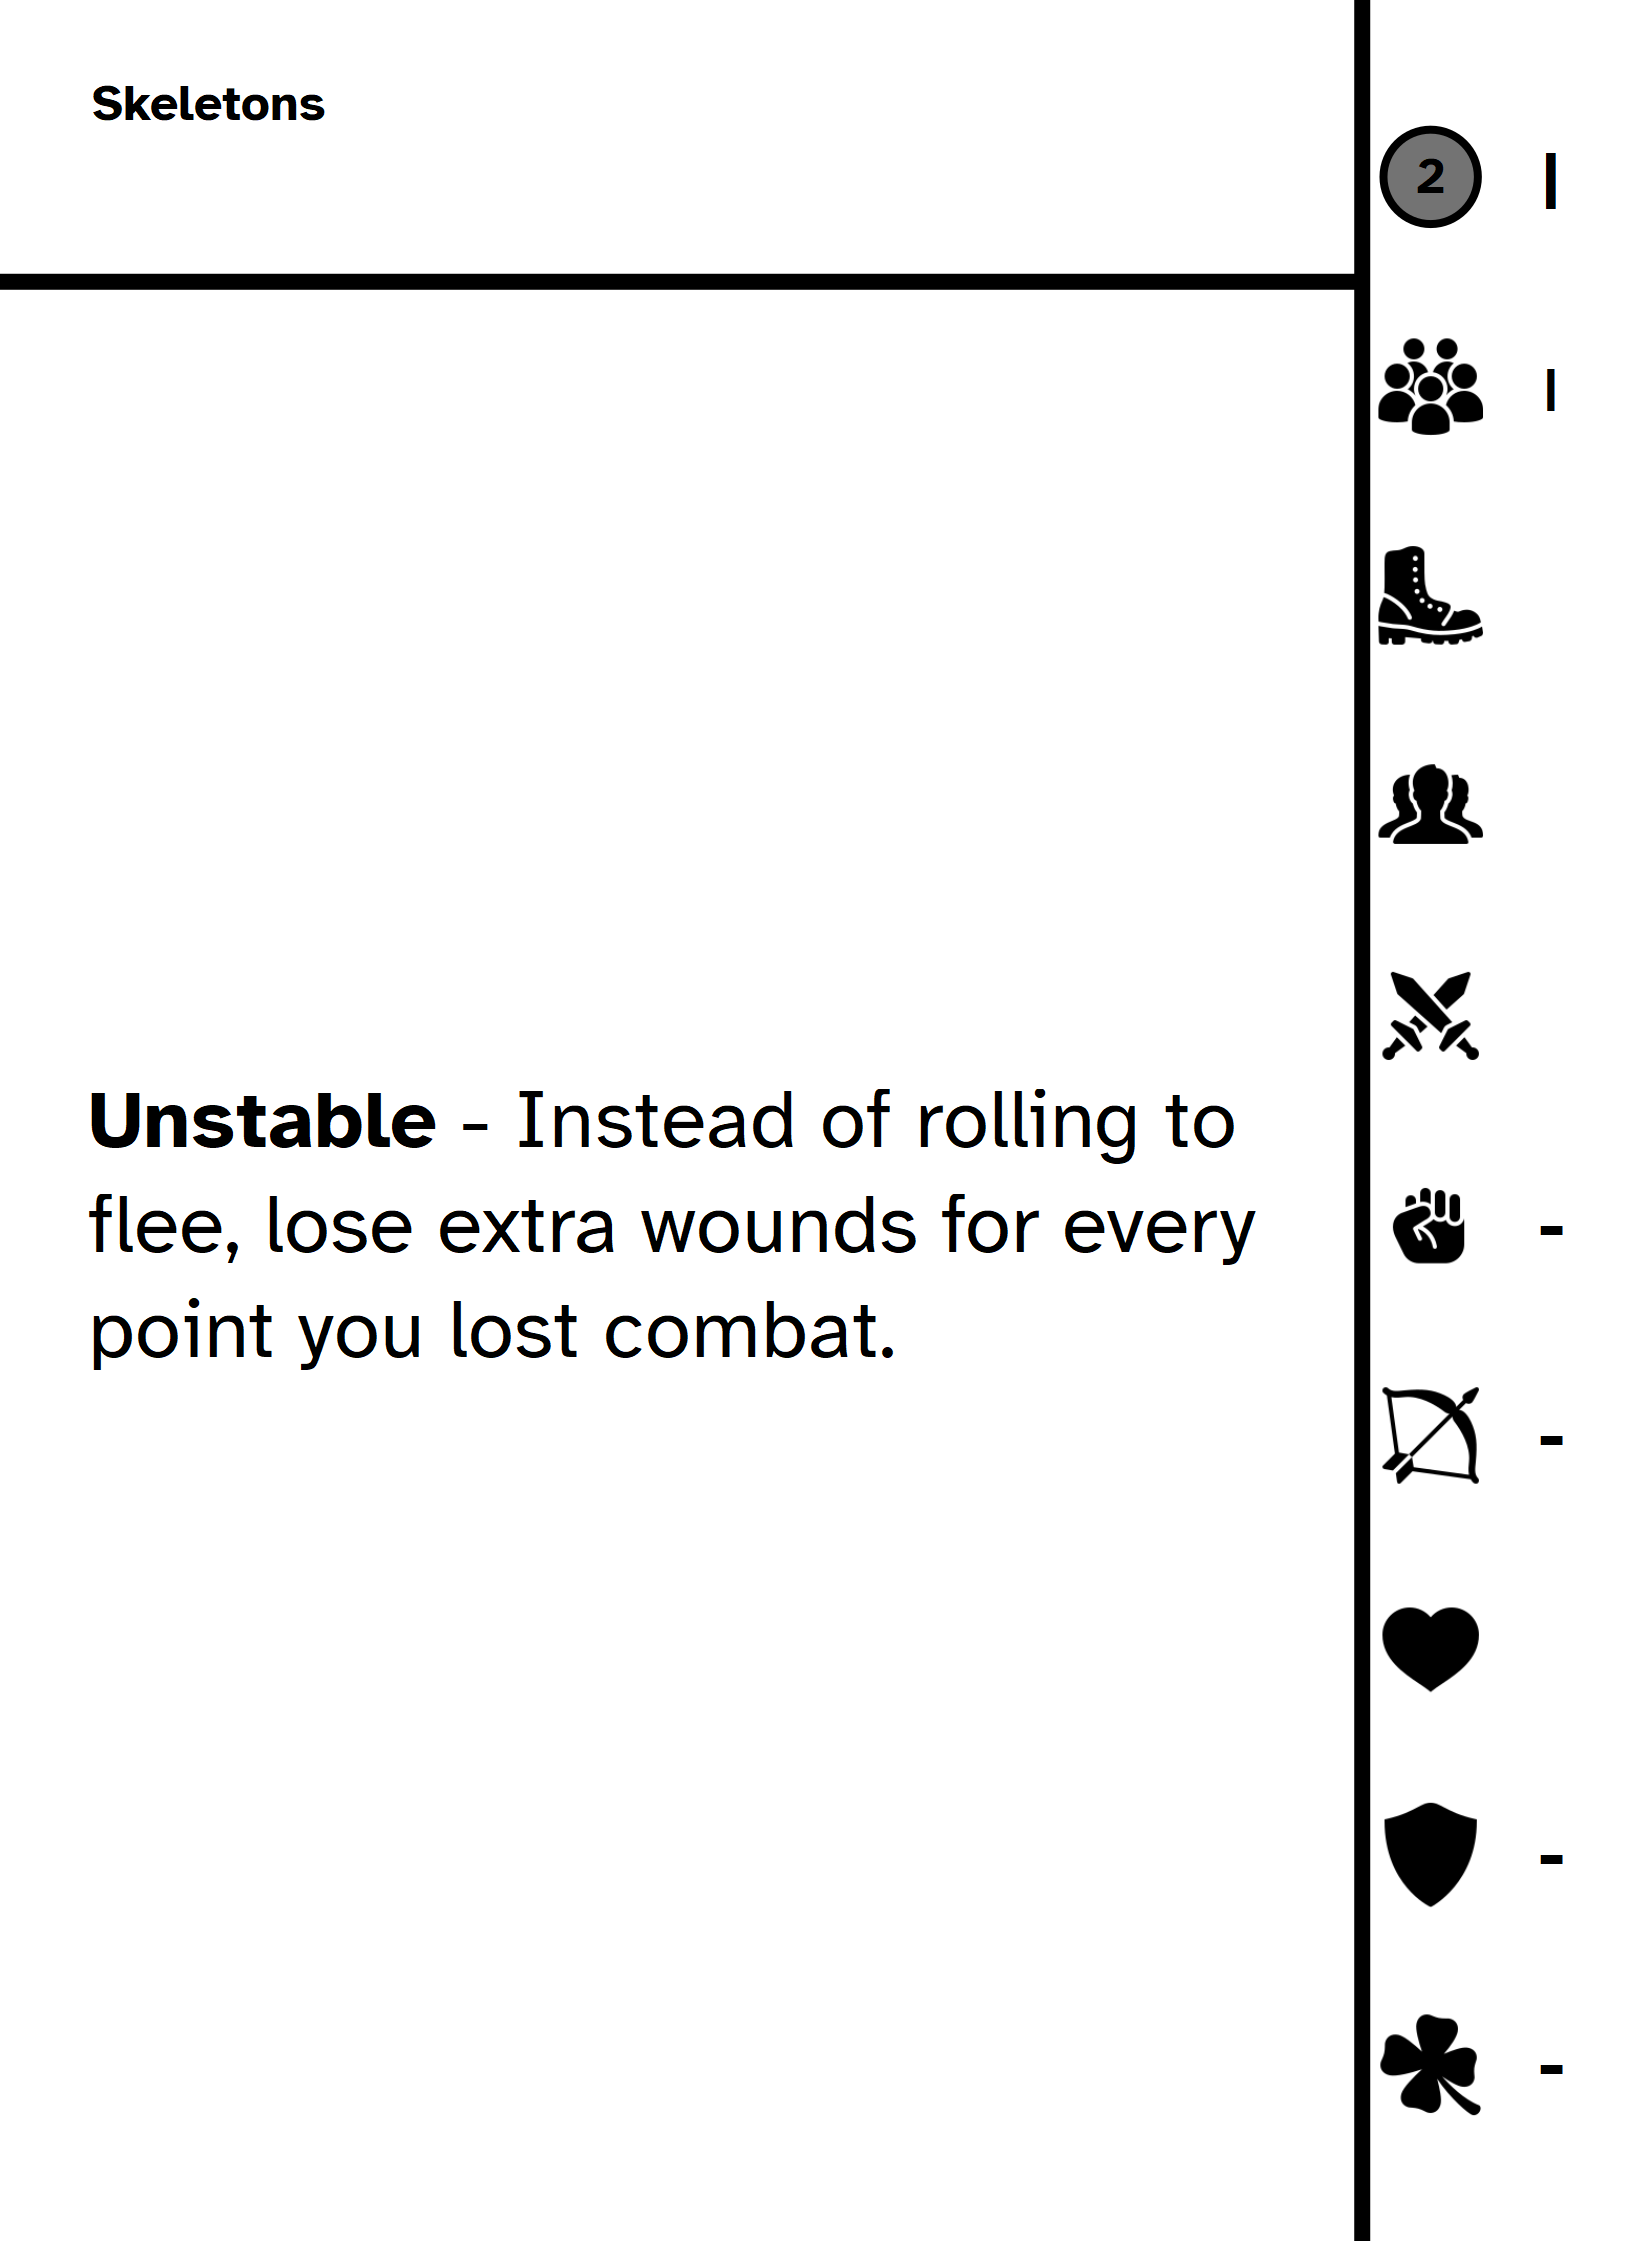 Skeletons
2 |
|
Unstable - Instead of rolling to
flee, lose extra wounds for every
point you lost combat.
-
-
-
-